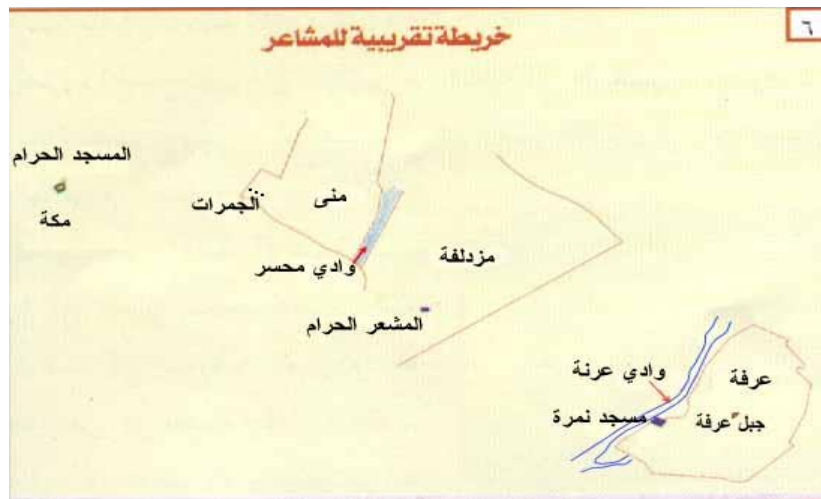 ٦
خريطة تقريبية للمشاعر
المسجد الحرام
مكة
الجمرات
منى
وادي محسر
مزدلفة
المشعر الحرام
وادي عرنة
عرفة
مسجد نمرة
جبل عرفة